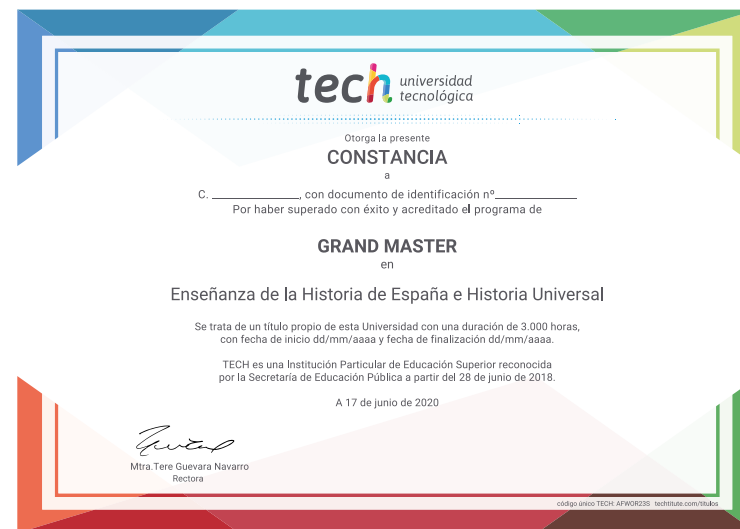 tech universidad
tecnológica
Otorga la presente
CONSTANCIA
a
C. ____________, con documento de identificación nº____________
Por haber superado con éxito y acreditado el programa de
GRAND MASTER
en
Enseñanza de la Historia de España e Historia Universal
Se trata de un título propio de esta Universidad con una duración de 3.000 horas,
con fecha de inicio dd/mm/aaaa y fecha de finalización dd/mm/aaaa.
TECH es una Institución Particular de Educación Superior reconocida
por la Secretaría de Educación Pública a partir del 28 de junio de 2018.
A 17 de junio de 2020
Mtra.Tere Guevara Navarro
Rectora
código único TECH: AFWOR23S techtitute.com/titulos